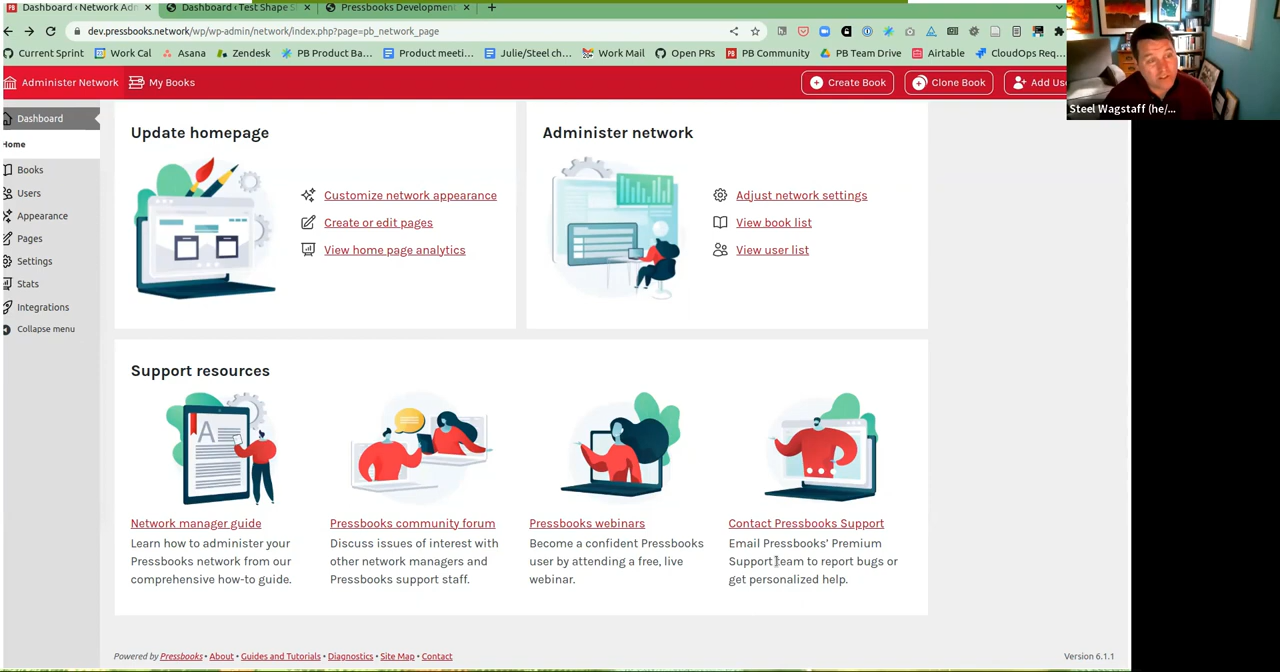 Dashboard ‹ Network Adm
Dashboard ‹ Test Shape S
Pressbooks Development
dev.pressbooks.network/wp/wp-admin/network/index.php?page=pb_network_page
Current Sprint
Work Cal
Asana
Zendesk
PB Product Ba...
Product meeti...
Julie/Steel ch...
Work Mail
Open PRs
PB Community
PB Team Drive
Airtable
CloudOps Req...
Administer Network
My Books
Create Book
Clone Book
Add Use
Steel Wagstaff (he/...
Dashboard
Home
Books
Users
Appearance
Pages
Settings
Stats
Integrations
Collapse menu
Update homepage
Customize network appearance
Create or edit pages
View home page analytics
Administer network
Adjust network settings
View book list
View user list
Support resources
A
Network manager guide
Learn how to administer your
Pressbooks network from our
comprehensive how-to guide.
Pressbooks community forum
Discuss issues of interest with
other network managers and
Pressbooks support staff.
Pressbooks webinars
Become a confident Pressbooks
user by attending a free, live
webinar.
Contact Pressbooks Support
Email Pressbooks' Premium
Support team to report bugs or
get personalized help.
Powered by Pressbooks • About • Guides and Tutorials • Diagnostics • Site Map • Contact
Version 6.1.1